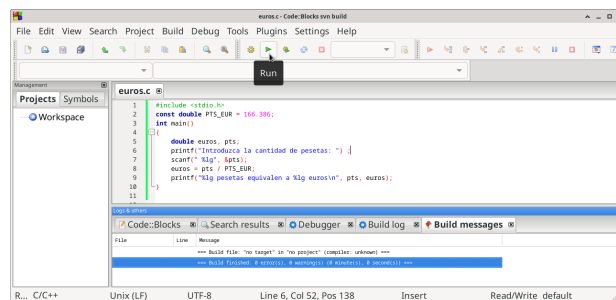 euros.c - Code::Blocks svn build
File Edit View Search Project Build Debug Tools Plugins Settings Help
Run
Management
Projects Symbols
Workspace
euros.c
1 #include <stdio.h>
2 const double PTS_EUR = 166.386;
3 int main()
4 {
5 double euros, pts;
6 printf("Introduzca la cantidad de pesetas: ") ;
7 scanf(" %lg", &pts);
8 euros = pts / PTS_EUR;
9 printf("%lg pesetas equivalen a %lg euros\n", pts, euros);
10 }
11
Logs & others
Code::Blocks Search results Debugger Build log Build messages
File Line Message
=== Build file: "no target" in "no project" (compiler: unknown) ===
=== Build finished: 0 error(s), 0 warning(s) (0 minute(s), 0 second(s)) ===
R... C/C++ Unix (LF) UTF-8 Line 6, Col 52, Pos 138 Insert Read/Write default